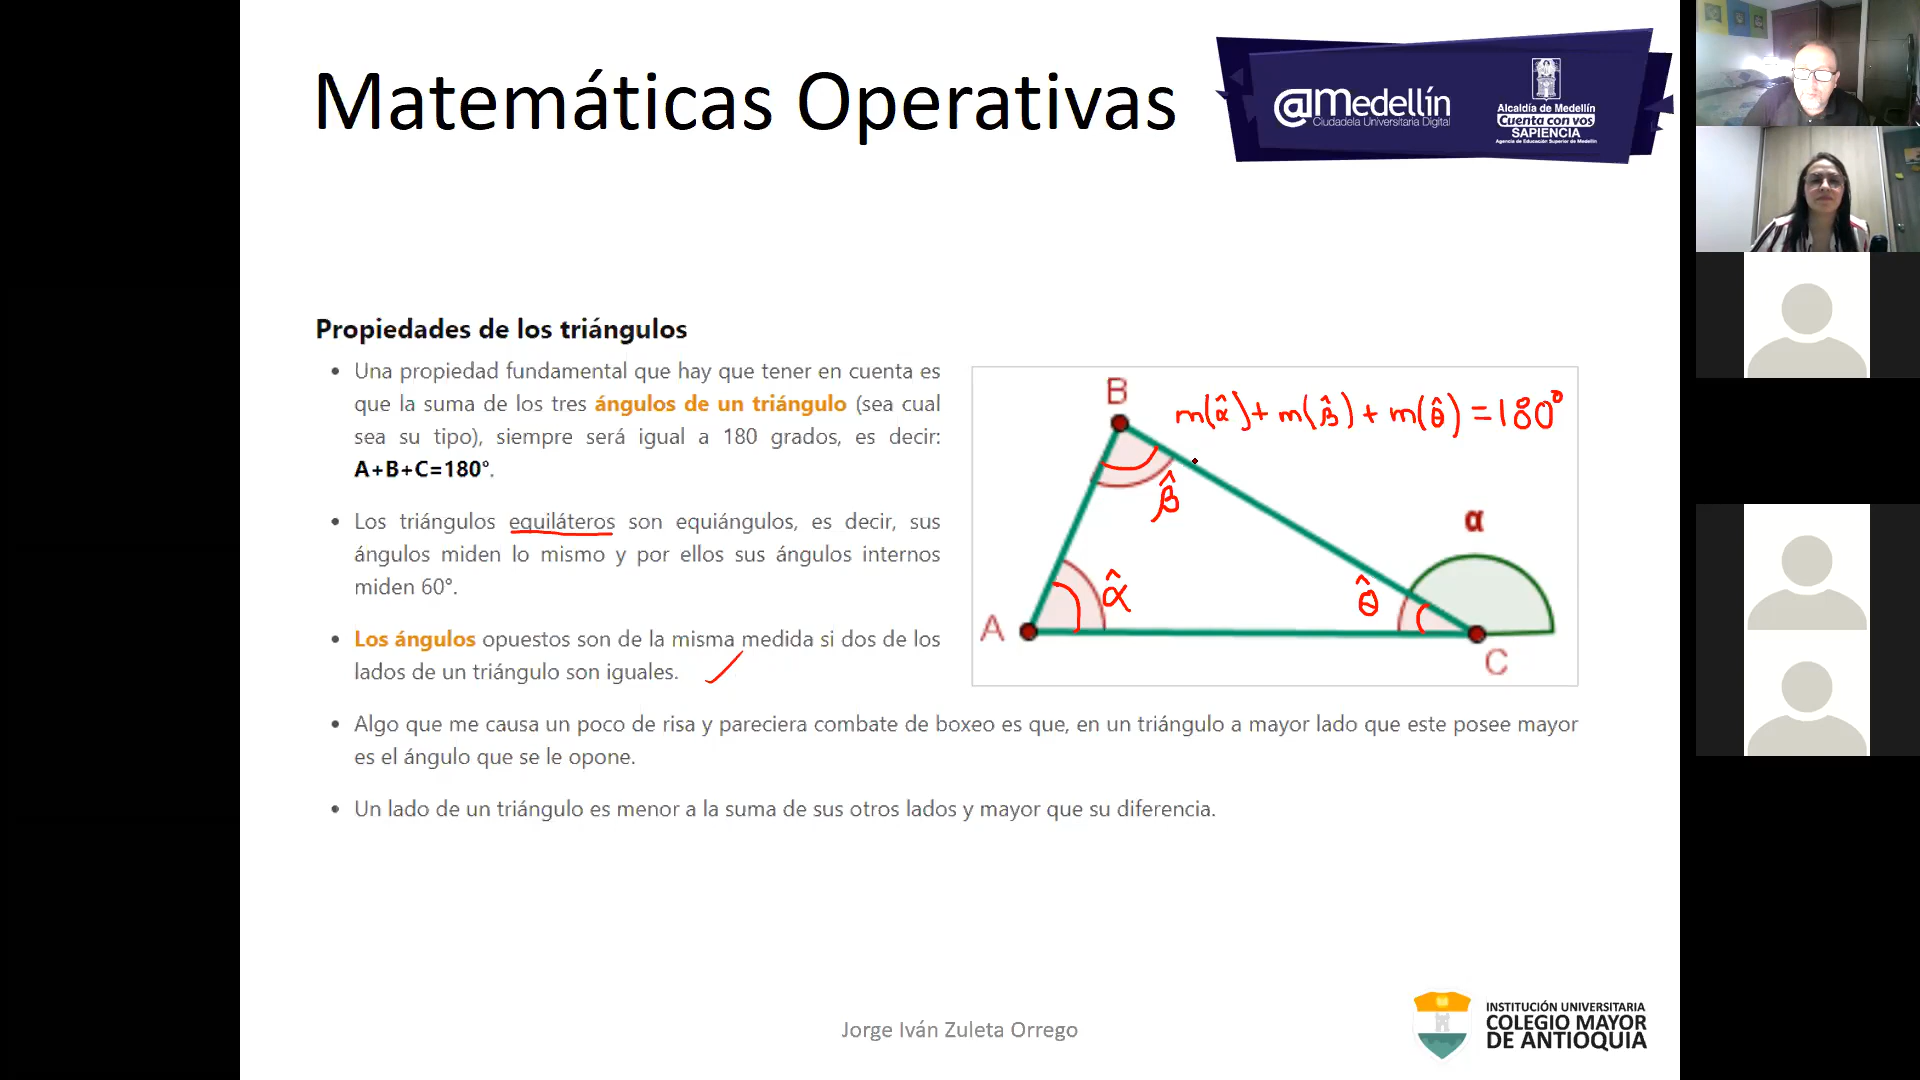 Matemáticas Operativas
@medellín
Ciudadela Universitaria Digital
Alcaldía de Medellín
Cuenta con vos
SAPIENCIA
Agencia de Educación Superior de Medellín
Propiedades de los triángulos
• Una propiedad fundamental que hay que tener en cuenta es
que la suma de los tres ángulos de un triángulo (sea cual
sea su tipo), siempre será igual a 180 grados, es decir:
A+B+C=180°.
• Los triángulos equiláteros son equiángulos, es decir, sus
ángulos miden lo mismo y por ellos sus ángulos internos
miden 60°.
• Los ángulos opuestos son de la misma medida si dos de los
lados de un triángulo son iguales.
B
m(α̂) + m(β̂) + m(θ̂) = 180°
β̂
α
α̂
θ̂
A
C
• Algo que me causa un poco de risa y pareciera combate de boxeo es que, en un triángulo a mayor lado que este posee mayor
es el ángulo que se le opone.
• Un lado de un triángulo es menor a la suma de sus otros lados y mayor que su diferencia.
Jorge Iván Zuleta Orrego
INSTITUCIÓN UNIVERSITARIA
COLEGIO MAYOR
DE ANTIOQUIA